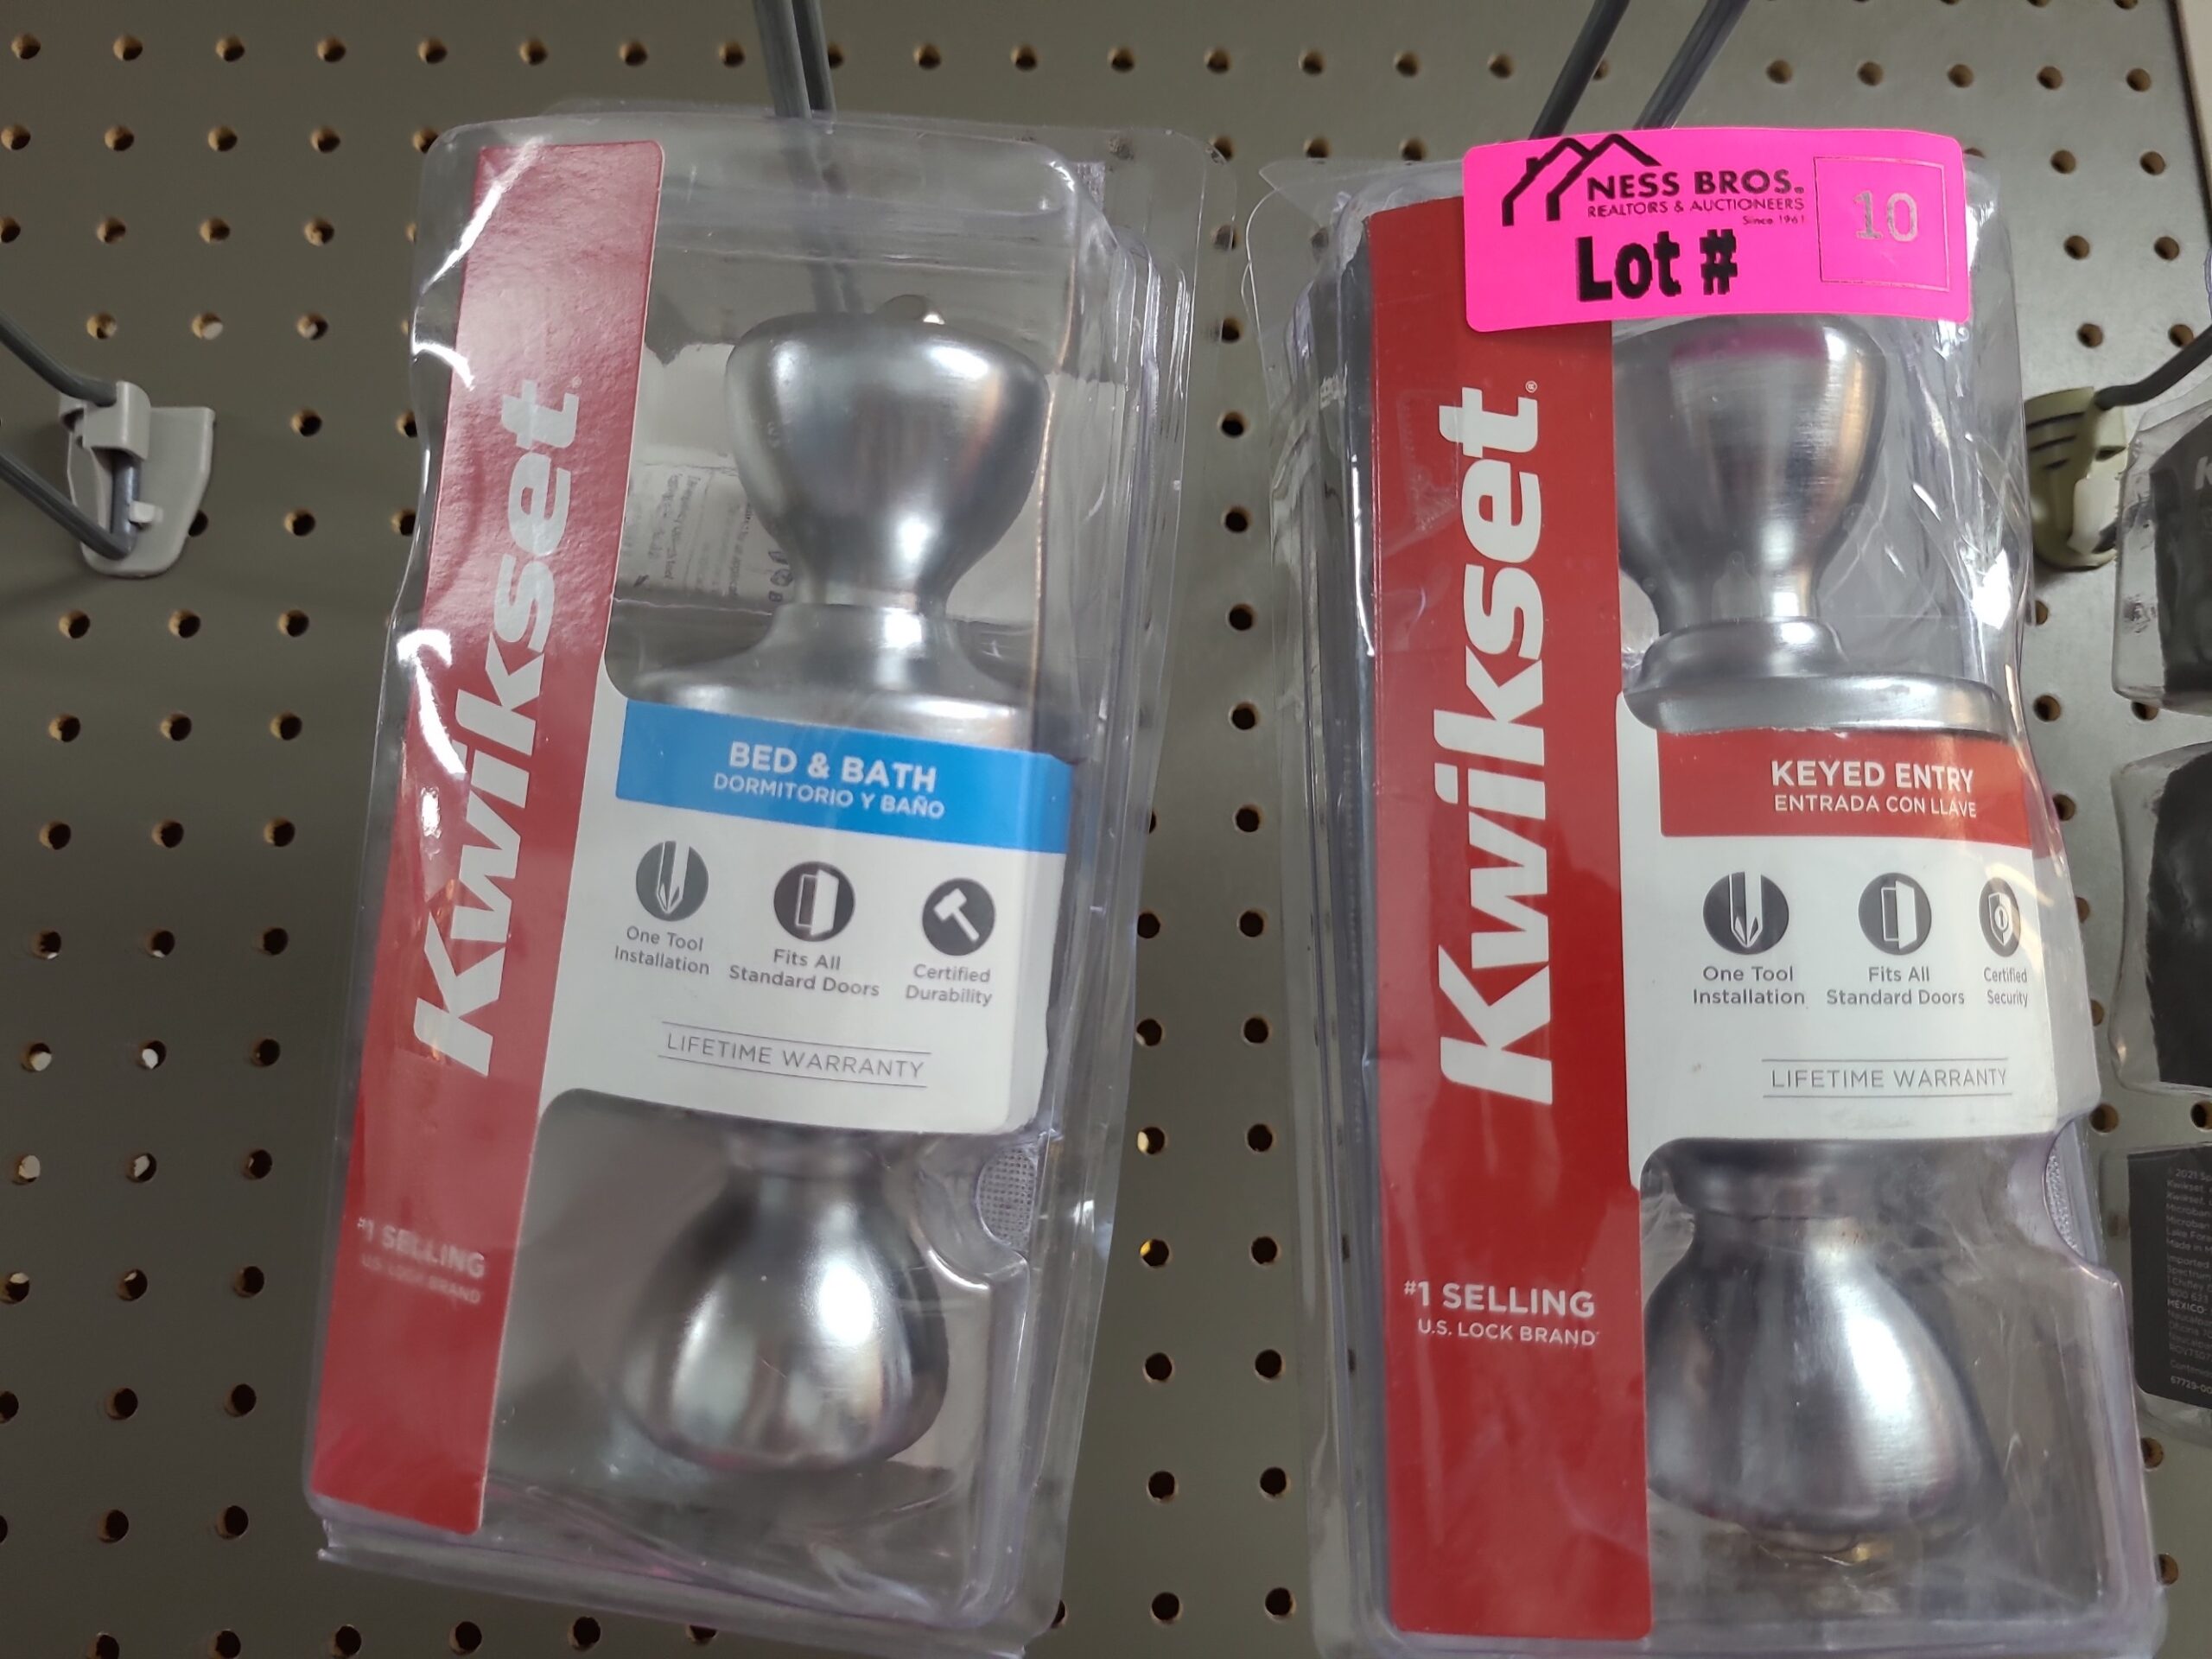 Kwikset
BED & BATH
DORMITORIO Y BAÑO
One Tool
Installation
Fits All
Standard Doors
Certified
Durability
LIFETIME WARRANTY
#1 SELLING
U.S. LOCK BRAND
NESS BROS.
REALTORS & AUCTIONEERS
Since 1961
Lot #
10
Kwikset®
KEYED ENTRY
ENTRADA CON LLAVE
One Tool
Installation
Fits All
Standard Doors
Certified
Security
LIFETIME WARRANTY
#1 SELLING
U.S. LOCK BRAND